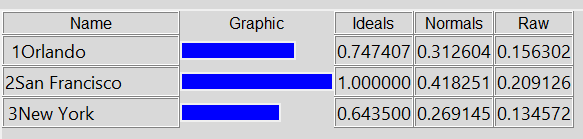 Name Graphic Ideals Normals Raw
1Orlando 0.747407 0.312604 0.156302
2San Francisco 1.000000 0.418251 0.209126
3New York 0.643500 0.269145 0.134572